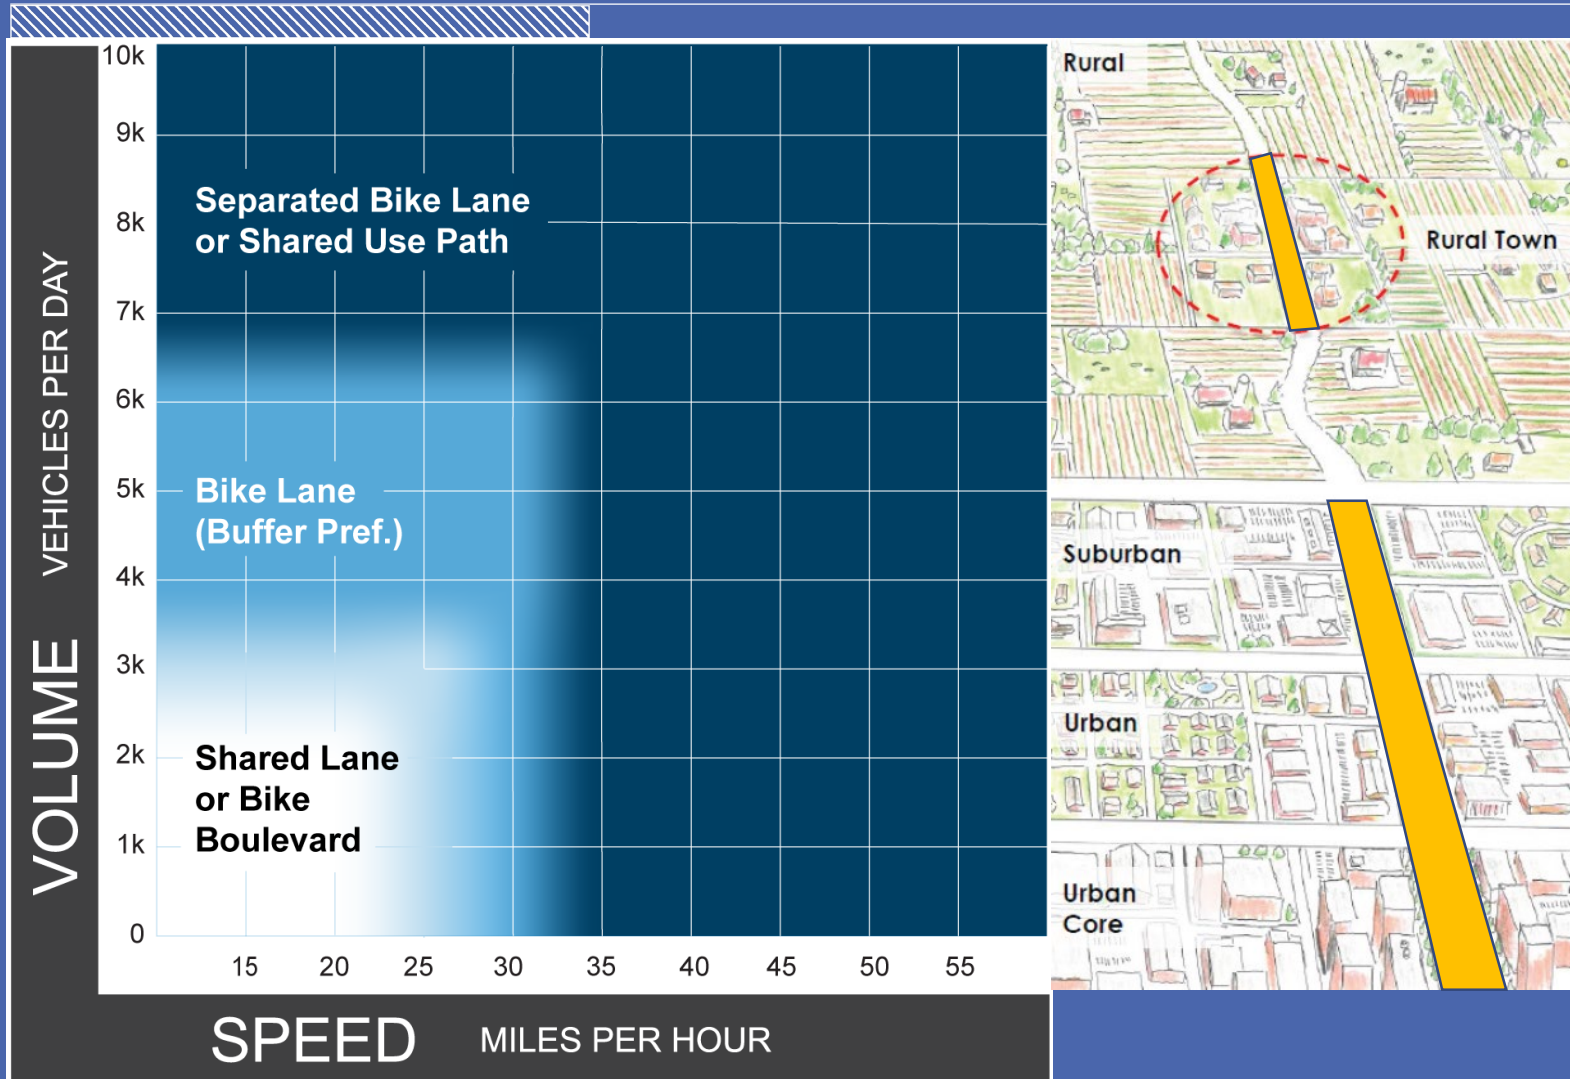 10k
9k
8k
7k
6k
5k
4k
3k
2k
1k
0
VOLUME VEHICLES PER DAY
Separated Bike Lane
or Shared Use Path
Bike Lane
(Buffer Pref.)
Shared Lane
or Bike
Boulevard
15 20 25 30 35 40 45 50 55
SPEED MILES PER HOUR
Rural
Rural Town
Suburban
Urban
Urban
Core